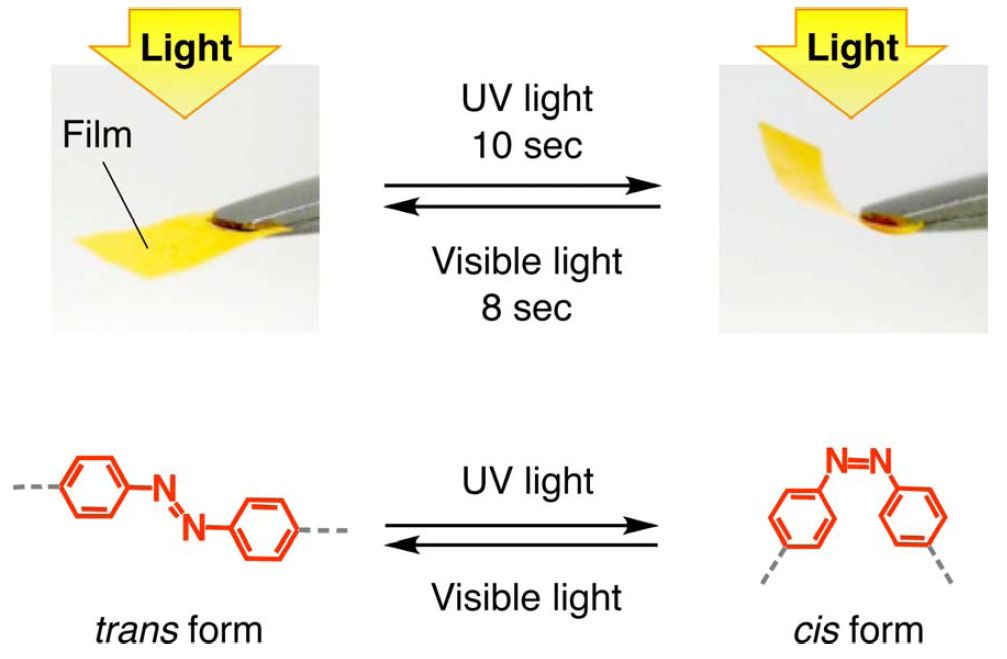 Light
Light
Film
UV light
10 sec
Visible light
8 sec
N
N
N=N
UV light
Visible light
trans form
cis form